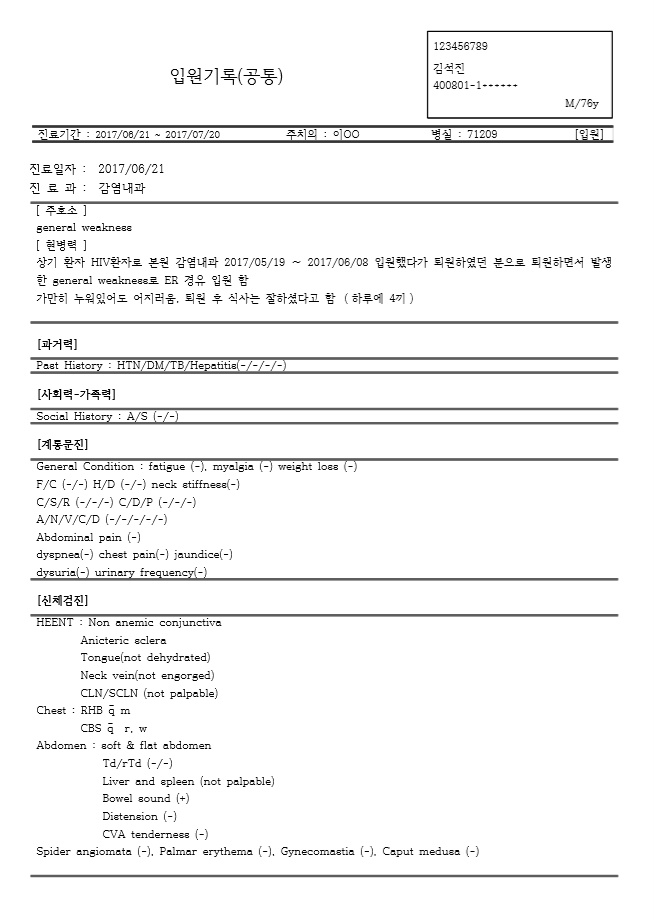 123456789
김석진
400801-1******
M/76y
입원기록(공통)
진료기간 : 2017/06/21 ~ 2017/07/20 주치의 : 이OO 병실 : 71209 [입원]
진료일자 : 2017/06/21
진 료 과 : 감염내과
[ 주호소 ]
general weakness
[ 현병력 ]
상기 환자 HIV환자로 본원 감염내과 2017/05/19 ~ 2017/06/08 입원했다가 퇴원하였던 분으로 퇴원하면서 발생
한 general weakness로 ER 경유 입원 함
가만히 누워있어도 어지러움. 퇴원 후 식사는 잘하셨다고 함 ( 하루에 4끼 )
[과거력]
Past History : HTN/DM/TB/Hepatitis(-/-/-/-)
[사회력-가족력]
Social History : A/S (-/-)
[계통문진]
General Condition : fatigue (-), myalgia (-) weight loss (-)
F/C (-/-) H/D (-/-) neck stiffness(-)
C/S/R (-/-/-) C/D/P (-/-/-)
A/N/V/C/D (-/-/-/-/-)
Abdominal pain (-)
dyspnea(-) chest pain(-) jaundice(-)
dysuria(-) urinary frequency(-)
[신체검진]
HEENT : Non anemic conjunctiva
Anicteric sclera
Tongue(not dehydrated)
Neck vein(not engorged)
CLN/SCLN (not palpable)
Chest : RHB q̄ m
CBS q̄ r, w
Abdomen : soft & flat abdomen
Td/rTd (-/-)
Liver and spleen (not palpable)
Bowel sound (+)
Distension (-)
CVA tenderness (-)
Spider angiomata (-), Palmar erythema (-), Gynecomastia (-), Caput medusa (-)